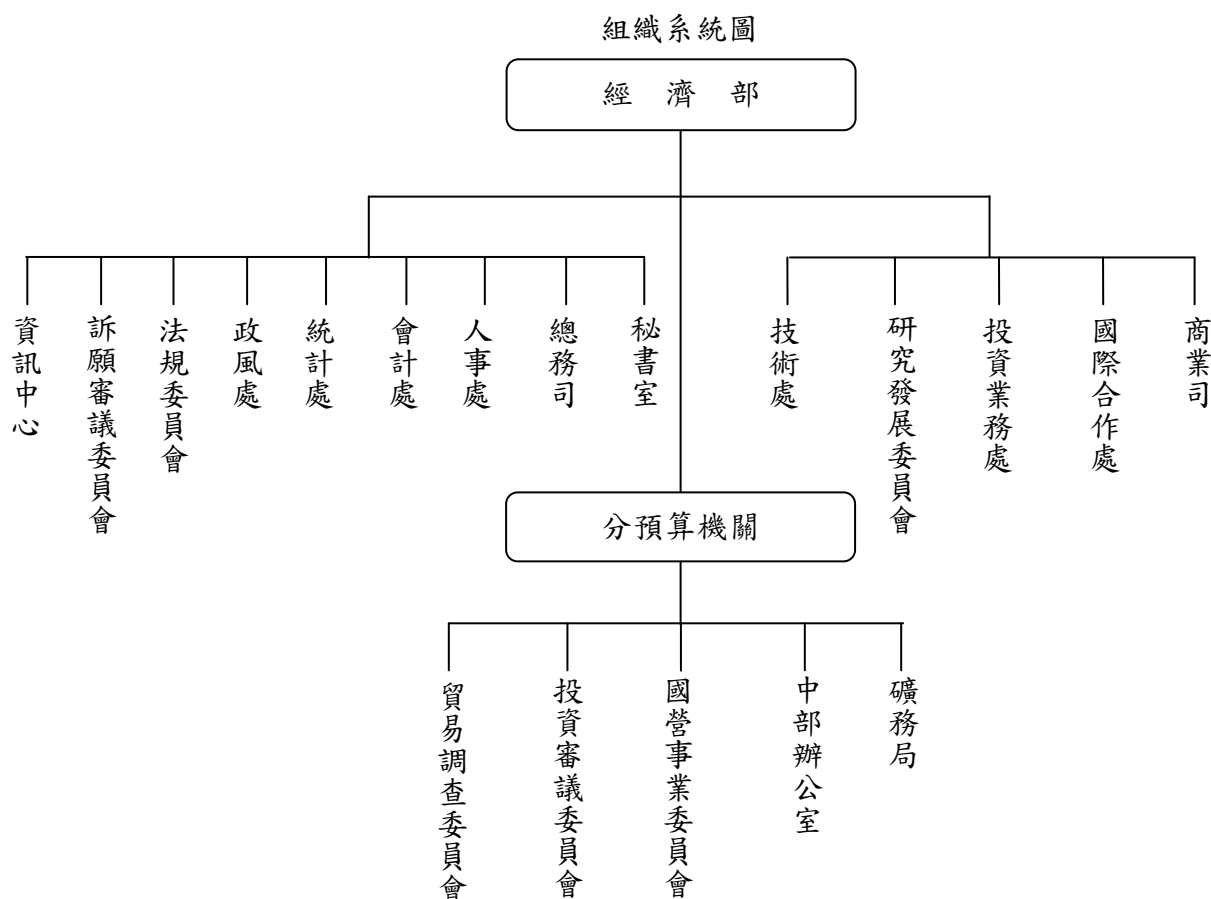 組織系統圖
經濟部
資訊中心
訴願審議委員會
法規委員會
政風處
統計處
會計處
人事處
總務司
秘書室
技術處
研究發展委員會
投資業務處
國際合作處
商業司
分預算機關
貿易調查委員會
投資審議委員會
國營事業委員會
中部辦公室
礦務局